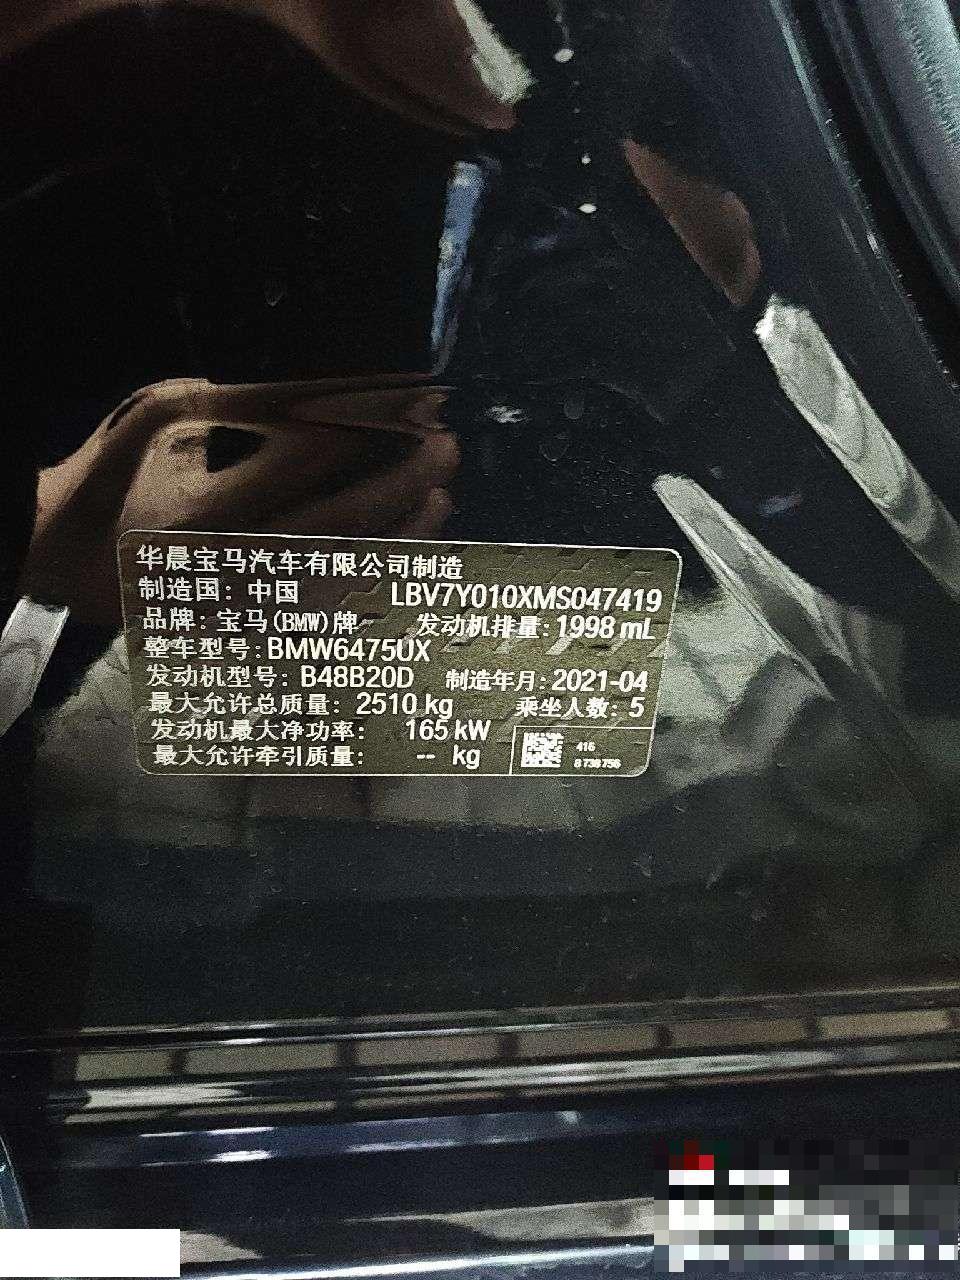 华晨宝马汽车有限公司制造
制造国: 中国 LBV7Y010XMS047419
品牌: 宝马(BMW)牌 发动机排量: 1998 mL
整车型号: BMW6475UX
发动机型号: B48B20D 制造年月: 2021-04
最大允许总质量: 2510 kg 乘坐人数: 5
发动机最大净功率: 165 kW
最大允许牵引质量: -- kg
416
8738756